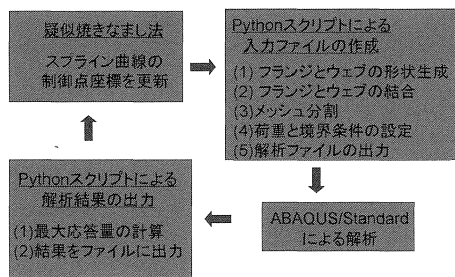 疑似焼きなまし法
スプライン曲線の
制御点座標を更新
Pythonスクリプトによる
入力ファイルの作成
(1) フランジとウェブの形状生成
(2) フランジとウェブの結合
(3)メッシュ分割
(4)荷重と境界条件の設定
(5)解析ファイルの出力
ABAQUS/Standard
による解析
Pythonスクリプトによる
解析結果の出力
(1)最大応答量の計算
(2)結果をファイルに出力